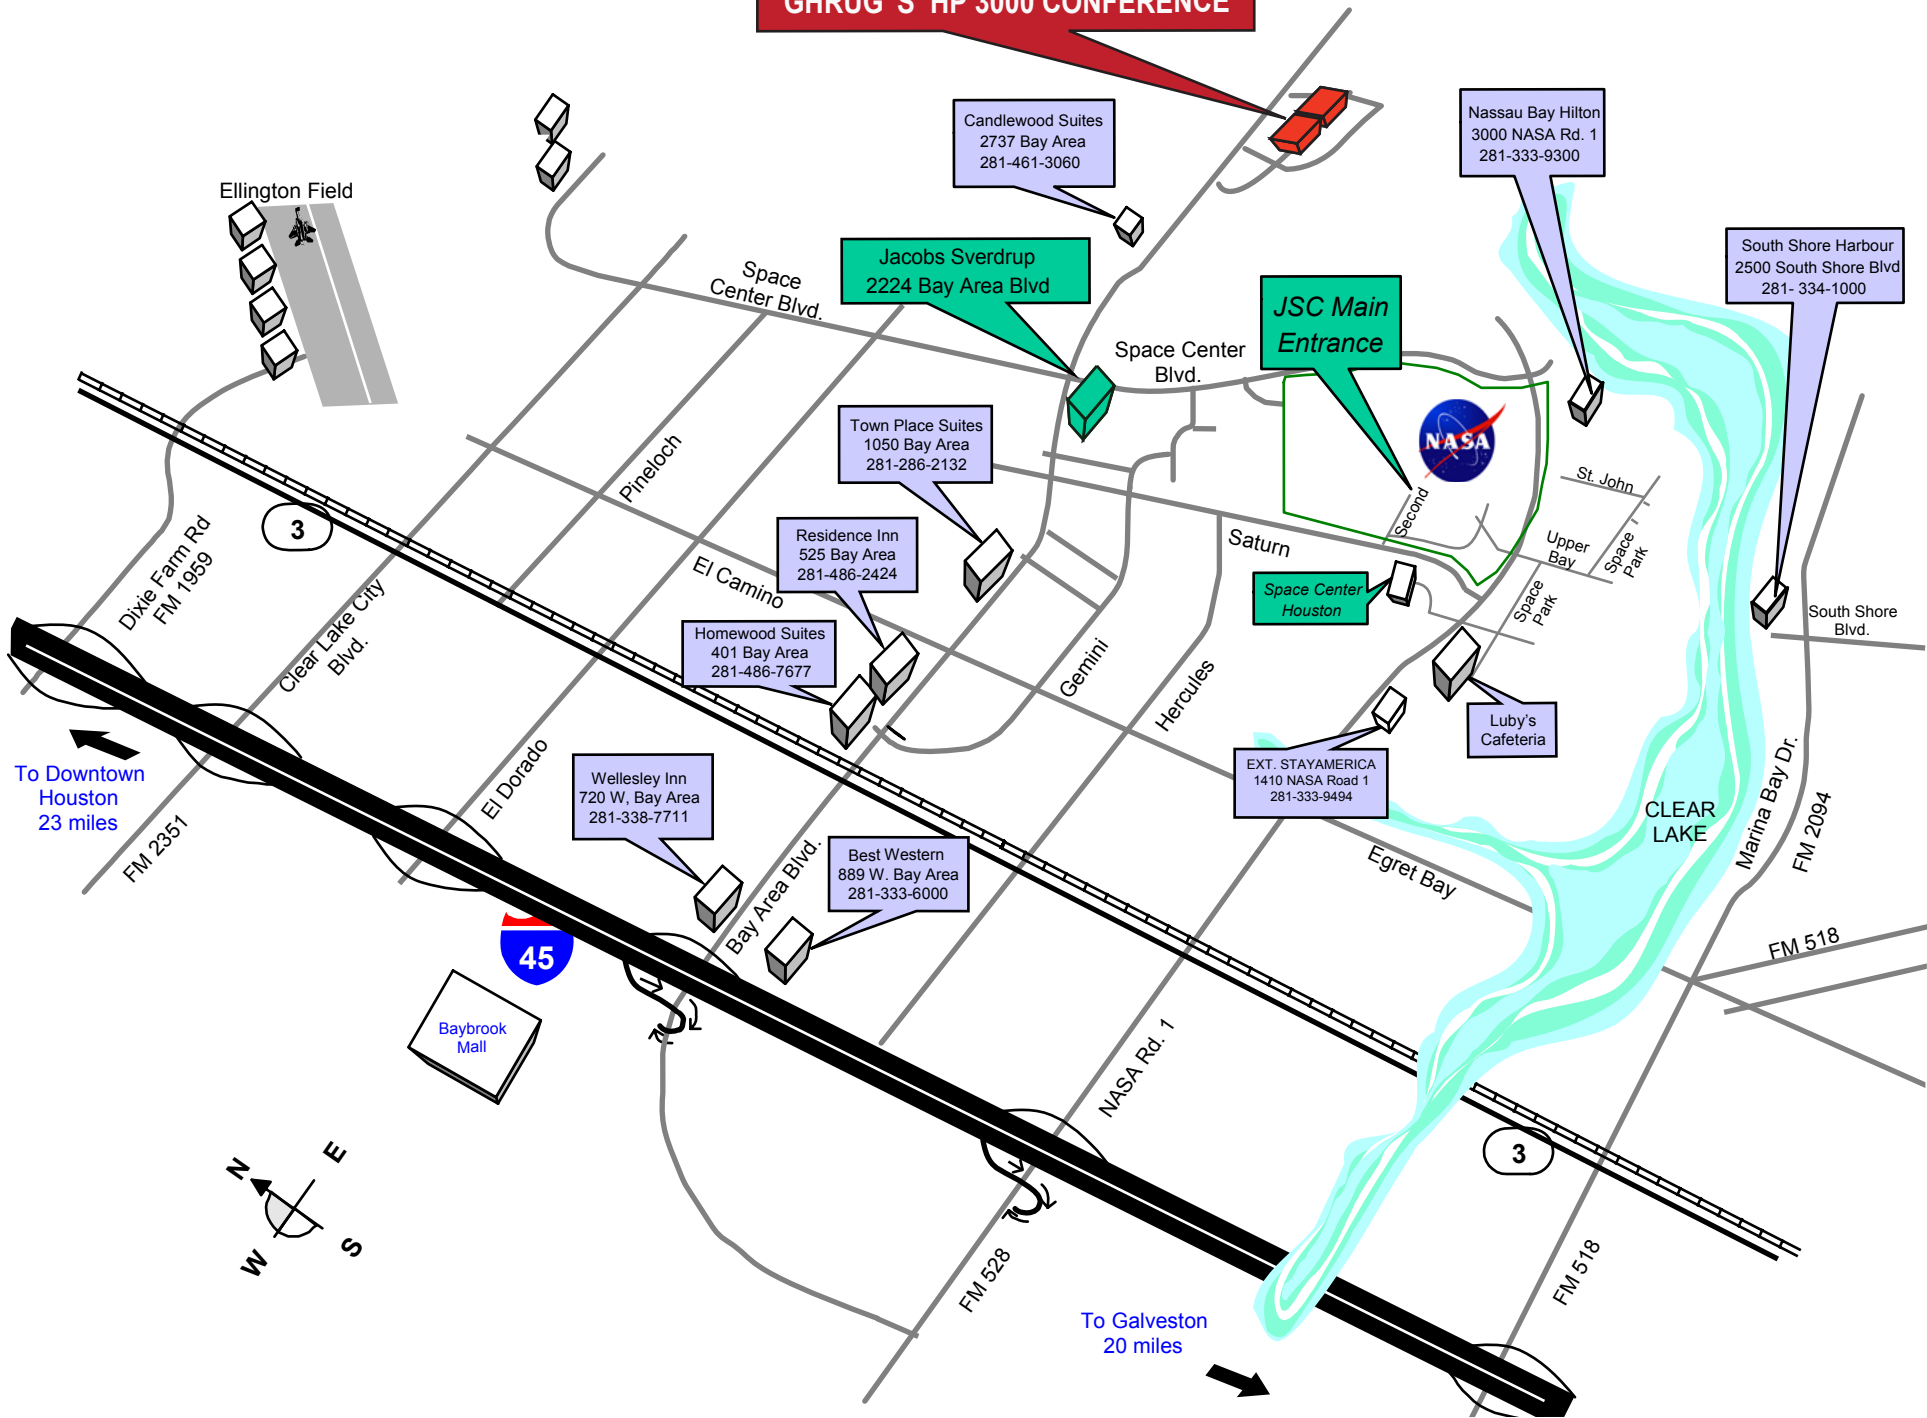 GHRUG 'S' HP 3000 CONFERENCE
Candlewood Suites
2737 Bay Area
281-461-3060
Nassau Bay Hilton
3000 NASA Rd. 1
281-333-9300
Ellington Field
South Shore Harbour
2500 South Shore Blvd
281- 334-1000
Jacobs Sverdrup
2224 Bay Area Blvd
Space
Center Blvd.
JSC Main
Entrance
Space Center
Blvd.
Town Place Suites
1050 Bay Area
281-286-2132
NASA
Pineloch
St. John
Second
3
Residence Inn
525 Bay Area
281-486-2424
Saturn
Upper
Bay
Space
Park
Dixie Farm Rd
FM 1959
El Camino
Space Center
Houston
Space
Park
South Shore
Blvd.
Clear Lake City
Blvd.
Homewood Suites
401 Bay Area
281-486-7677
Gemini
Hercules
Luby's
Cafeteria
To Downtown
Houston
23 miles
El Dorado
Wellesley Inn
720 W, Bay Area
281-338-7711
EXT. STAYAMERICA
1410 NASA Road 1
281-333-9494
CLEAR
LAKE
Marina Bay Dr.
FM 2094
FM 2351
Bay Area Blvd.
Best Western
889 W. Bay Area
281-333-6000
Egret Bay
45
FM 518
Baybrook
Mall
NASA Rd. 1
3
N
E
W
S
FM 528
FM 518
To Galveston
20 miles